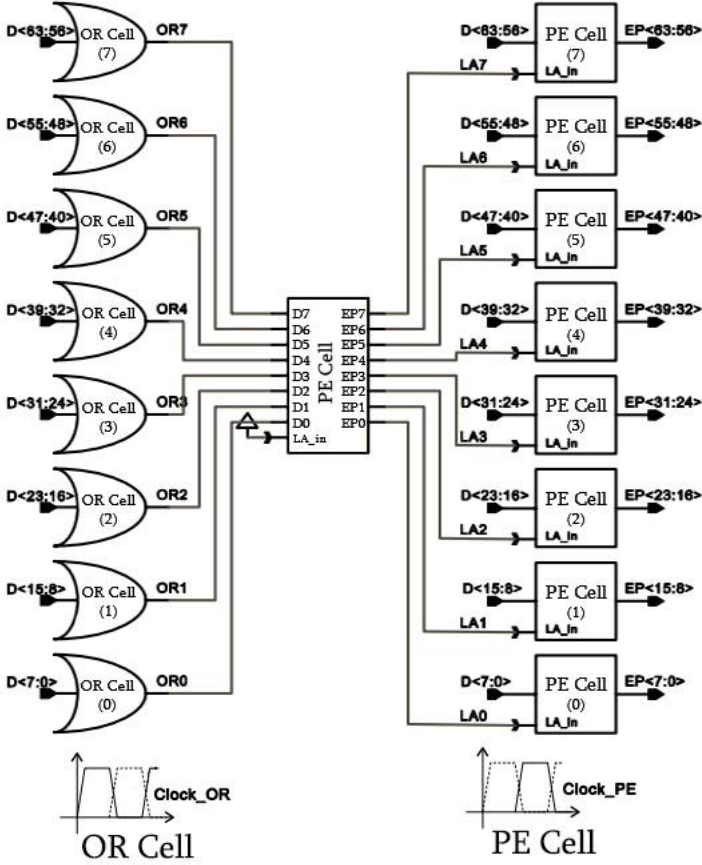 D<63:56>
OR Cell
(7)
OR7
D<55:48>
OR Cell
(6)
OR6
D<47:40>
OR Cell
(5)
OR5
D<39:32>
OR Cell
(4)
OR4
D<31:24>
OR Cell
(3)
OR3
D<23:16>
OR Cell
(2)
OR2
D<15:8>
OR Cell
(1)
OR1
D<7:0>
OR Cell
(0)
OR0
D7
D6
D5
D4
D3
D2
D1
D0
LA_in
PE Cell
EP7
EP6
EP5
EP4
EP3
EP2
EP1
EP0
D<63:56>
LA7
PE Cell
(7)
LA_in
EP<63:56>
D<55:48>
LA6
PE Cell
(6)
LA_in
EP<55:48>
D<47:40>
LA5
PE Cell
(5)
LA_in
EP<47:40>
D<39:32>
LA4
PE Cell
(4)
LA_in
EP<39:32>
D<31:24>
LA3
PE Cell
(3)
LA_in
EP<31:24>
D<23:16>
LA2
PE Cell
(2)
LA_in
EP<23:16>
D<15:8>
LA1
PE Cell
(1)
LA_in
EP<15:8>
D<7:0>
LA0
PE Cell
(0)
LA_in
EP<7:0>
Clock_OR
OR Cell
Clock_PE
PE Cell